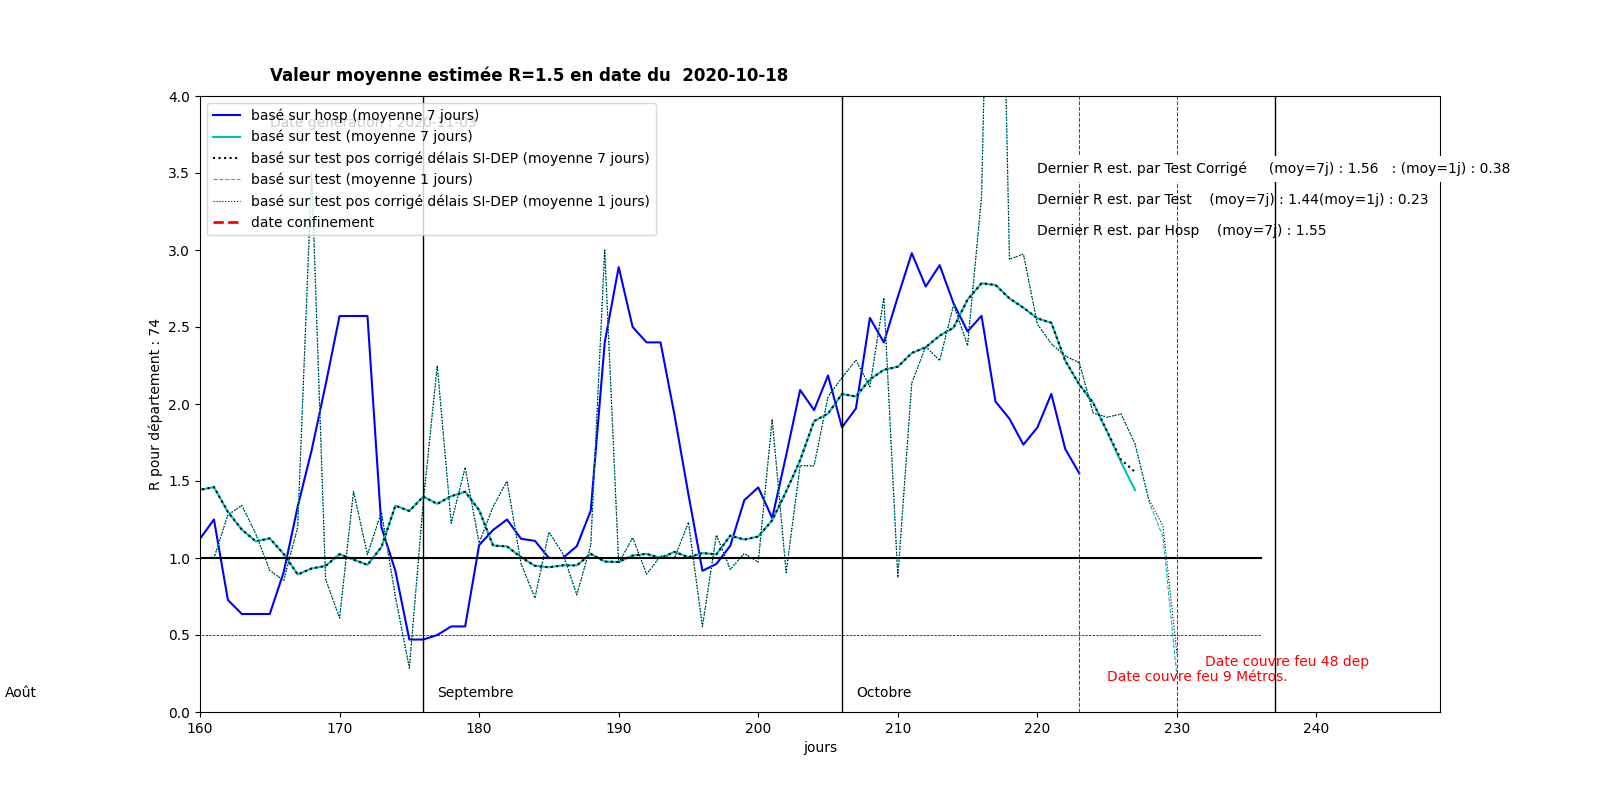 Valeur moyenne estimée R=1.5 en date du  2020-10-18
Date génération : 2020-11-03
basé sur hosp (moyenne 7 jours)
basé sur test (moyenne 7 jours)
basé sur test pos corrigé délais SI-DEP (moyenne 7 jours)
basé sur test (moyenne 1 jours)
basé sur test pos corrigé délais SI-DEP (moyenne 1 jours)
date confinement
Dernier R est. par Test Corrigé     (moy=7j) : 1.56   : (moy=1j) : 0.38
Dernier R est. par Test    (moy=7j) : 1.44(moy=1j) : 0.23
Dernier R est. par Hosp    (moy=7j) : 1.55
R pour département : 74
4.0
3.5
3.0
2.5
2.0
1.5
1.0
0.5
0.0
Date couvre feu 48 dep
Date couvre feu 9 Métros.
Août
Septembre
Octobre
160 170 180 190 200 210 220 230 240
jours